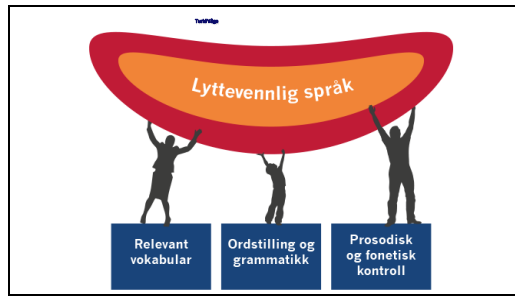 Lyttevennlig språk
Relevant
vokabular
Ordstilling og
grammatikk
Prosodisk
og fonetisk
kontroll